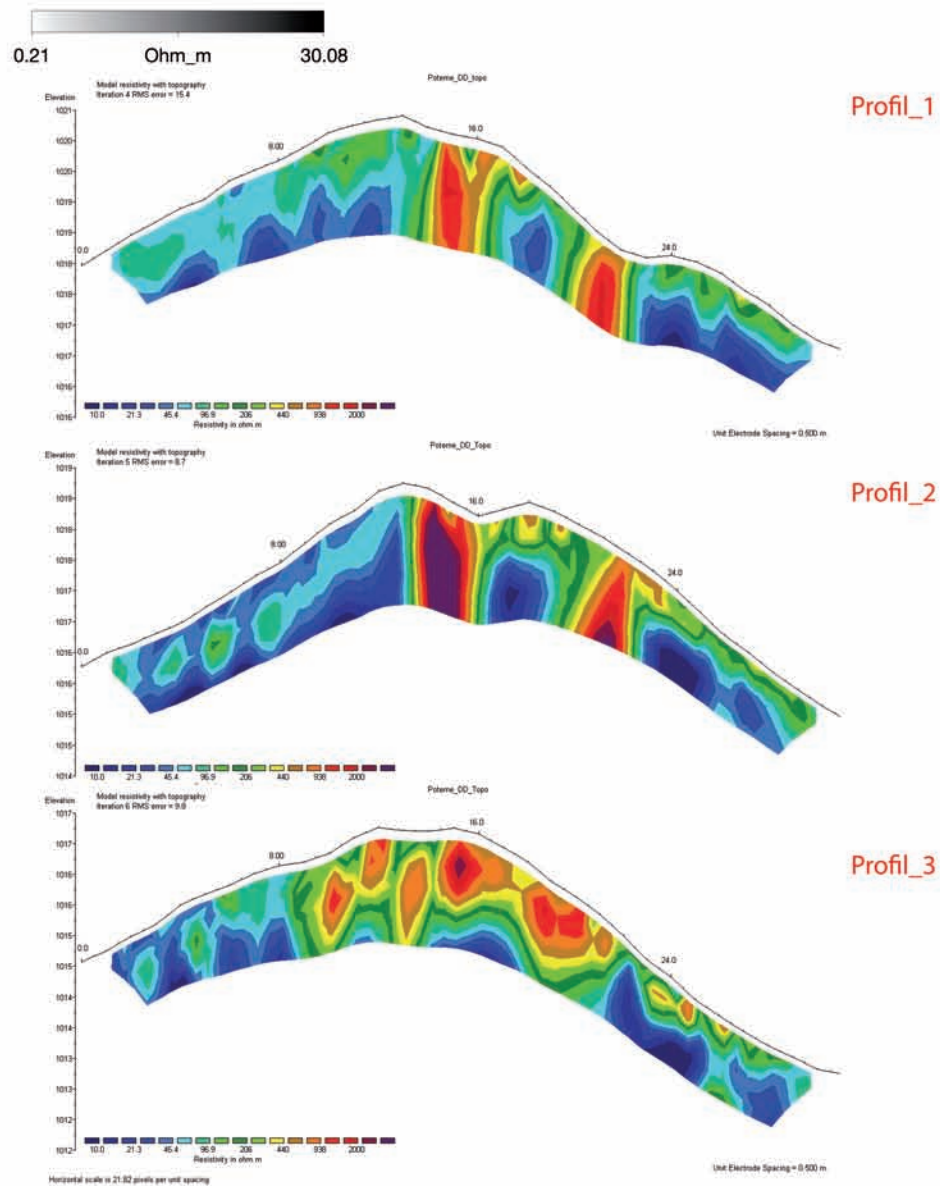 0.21 Ohm_m 30.08
Poterne_DD_topo
Profil_1
Model resistivity with topography
Iteration 4 RMS error = 15.4
Elevation
1021
1020
1020
1019
1019
1018
1018
1017
1017
1016
1016
0.0
8.00
16.0
24.0
10.0 21.3 45.4 96.9 206 440 938 2000
Resistivity in ohm.m
Unit Electrode Spacing = 0.500 m
Poterne_DD_Topo
Profil_2
Model resistivity with topography
Iteration 5 RMS error = 8.7
1019
1019
1018
1018
1017
1017
1016
1016
1015
1015
1014
0.0
8.00
16.0
24.0
10.0 21.3 45.4 96.9 206 440 938 2000
Poterne_DD_Topo
Profil_3
Elevation
Model resistivity with topography
Iteration 6 RMS error = 9.8
1017
1017
1016
1016
1015
1015
1014
1013
1013
1012
1012
0.0
8.00
16.0
24.0
10.0 21.3 45.4 96.9 206 440 938 2000
Resistivity in ohm.m
Unit Electrode Spacing = 0.500 m
Horizontal scale is 21.82 pixels per unit spacing